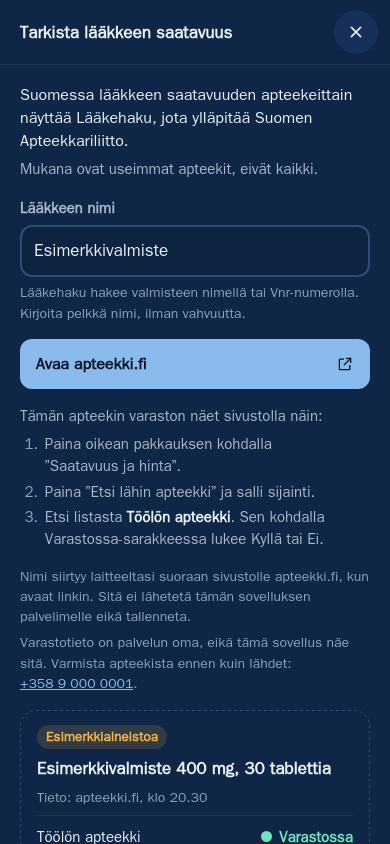 Tarkista lääkkeen saatavuus
Suomessa lääkkeen saatavuuden apteekeittain
näyttää Lääkehaku, jota ylläpitää Suomen
Apteekkariliitto.
Mukana ovat useimmat apteekit, eivät kaikki.
Lääkkeen nimi
Esimerkkivalmiste
Lääkehaku hakee valmisteen nimellä tai Vnr-numerolla.
Kirjoita pelkkä nimi, ilman vahvuutta.
Avaa apteekki.fi
Tämän apteekin varaston näet sivustolla näin:
1. Paina oikean pakkauksen kohdalla
”Saatavuus ja hinta”.
2. Paina ”Etsi lähin apteekki” ja salli sijainti.
3. Etsi listasta Töölön apteekki. Sen kohdalla
Varastossa-sarakkeessa lukee Kyllä tai Ei.
Nimi siirtyy laitteeltasi suoraan sivustolle apteekki.fi, kun
avaat linkin. Sitä ei lähetetä tämän sovelluksen
palvelimelle eikä tallenneta.
Varastotieto on palvelun oma, eikä tämä sovellus näe
sitä. Varmista apteekista ennen kuin lähdet:
+358 9 000 0001.
Esimerkkiaineistoa
Esimerkkivalmiste 400 mg, 30 tablettia
Tieto: apteekki.fi, klo 20.30
Töölön apteekki Varastossa